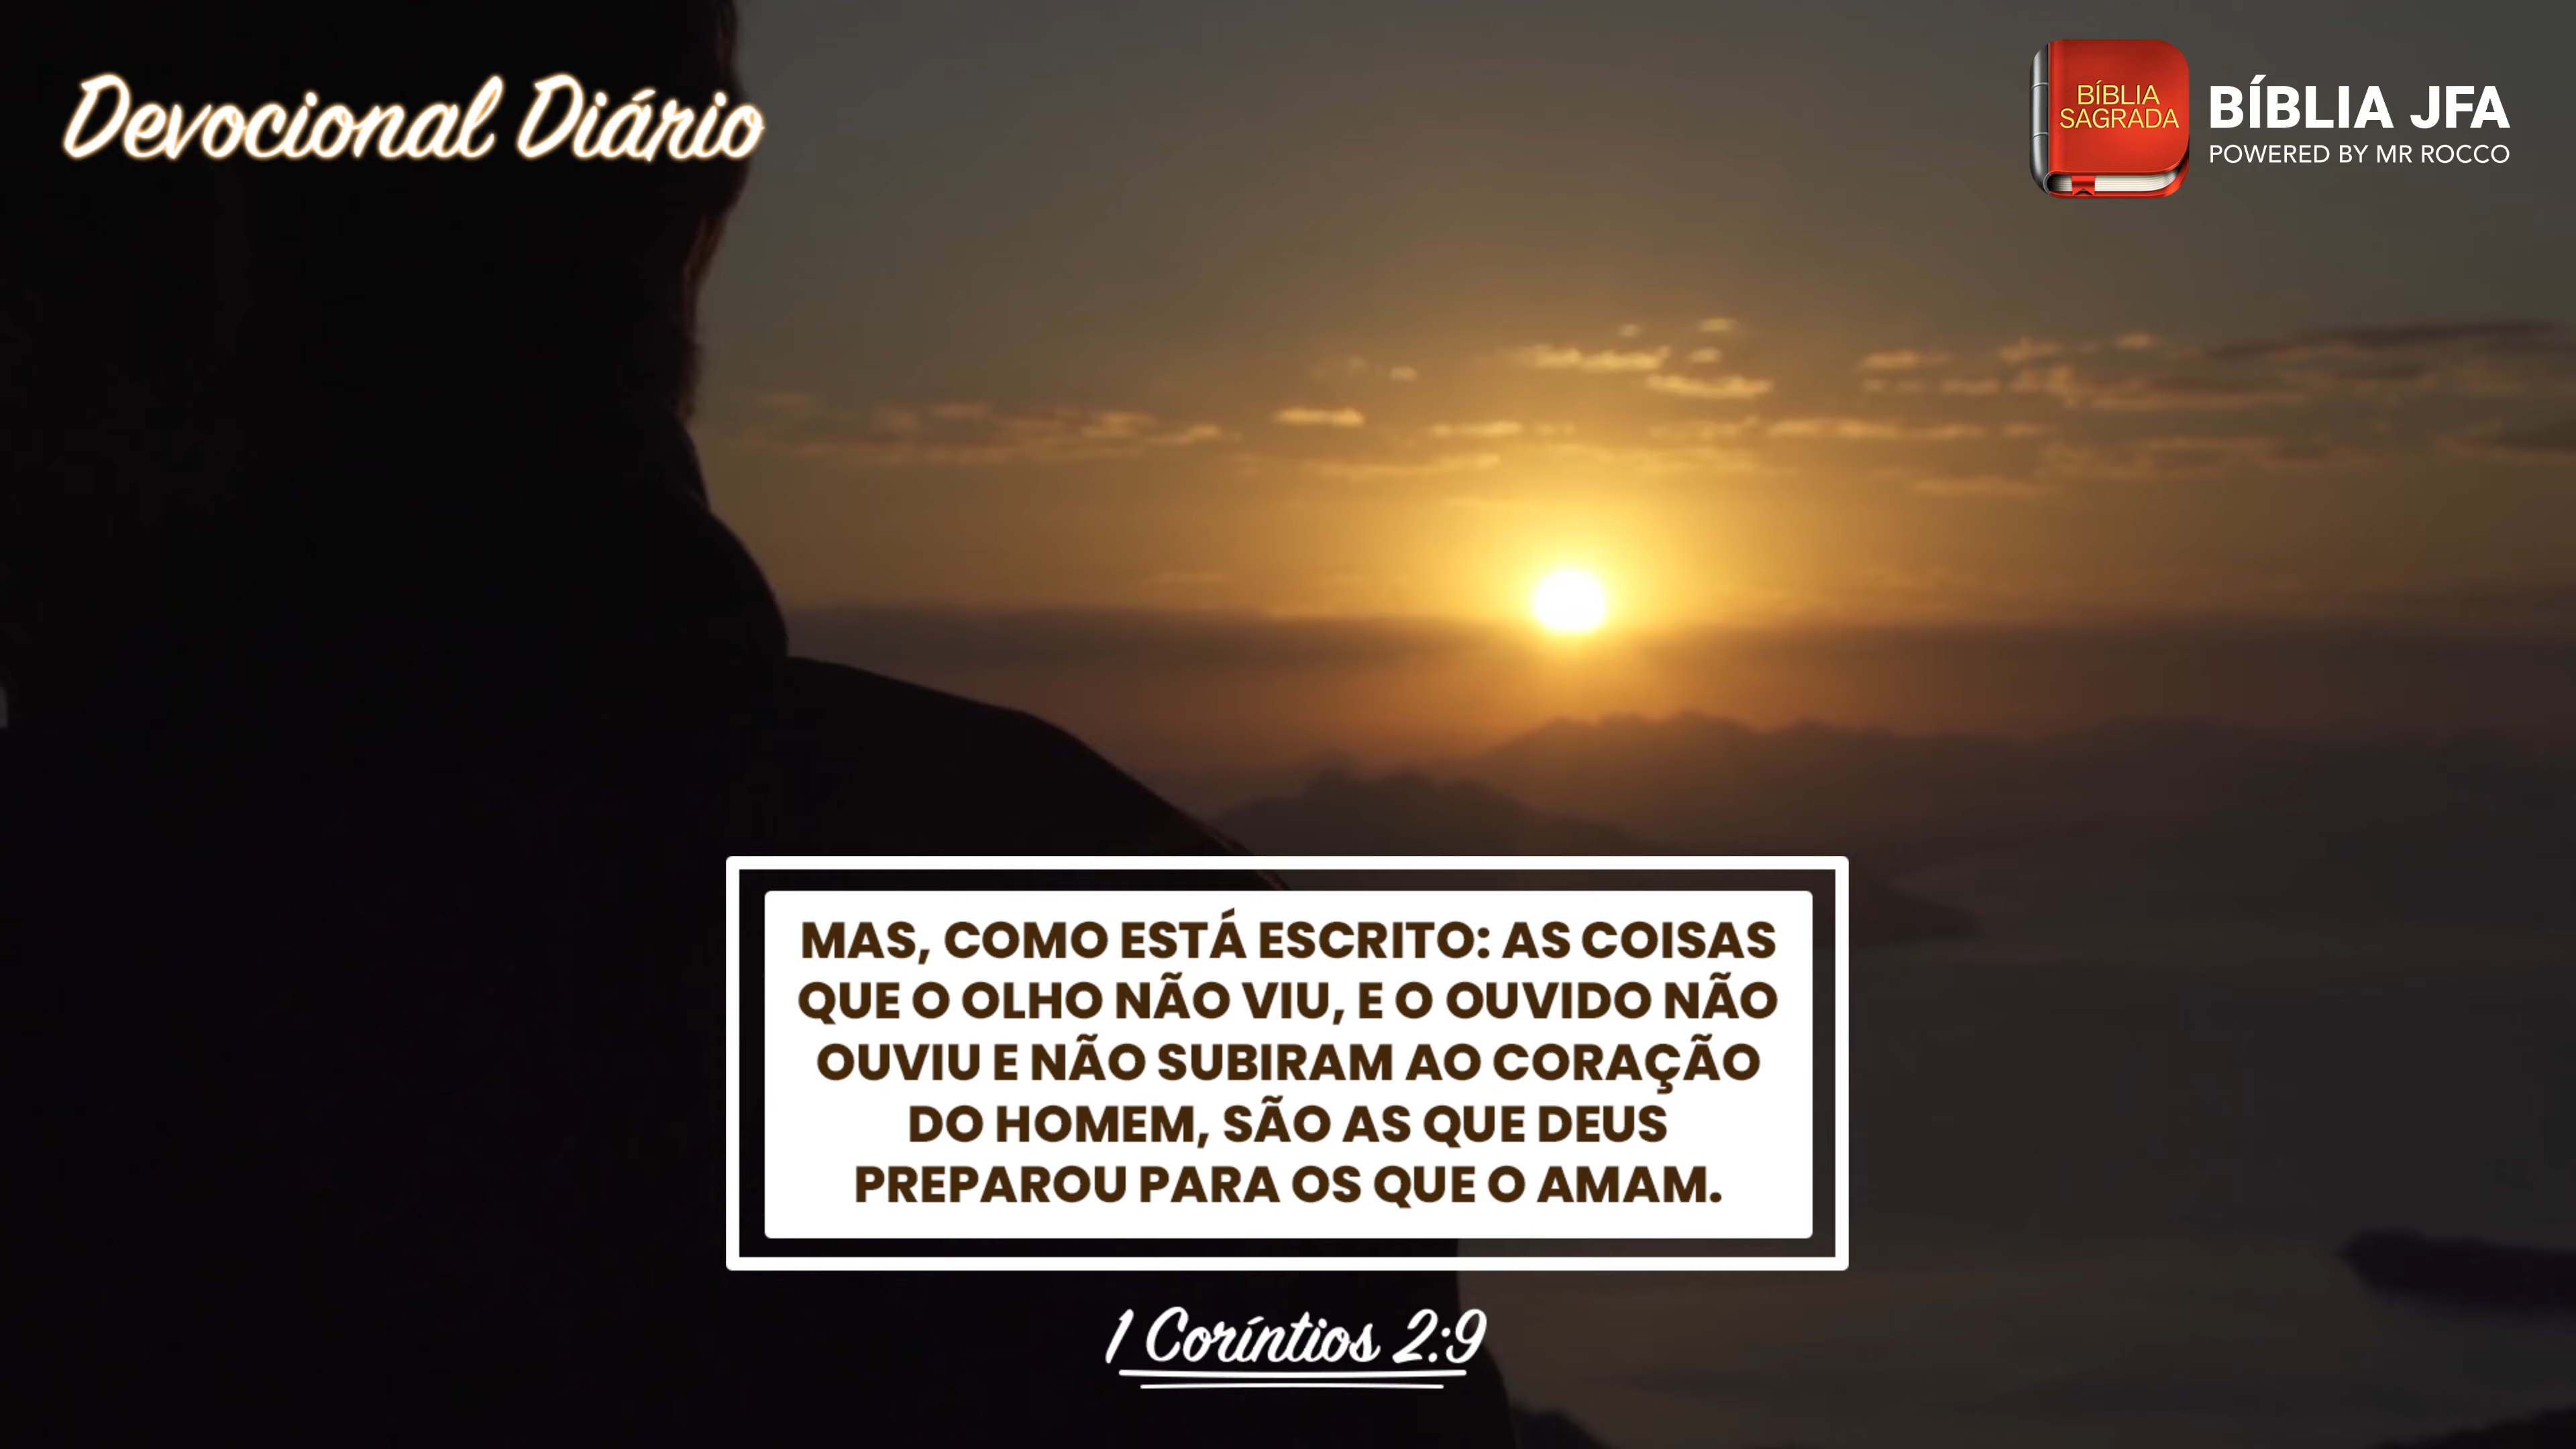 Devocional Diário
BÍBLIA
SAGRADA
BÍBLIA JFA
POWERED BY MR ROCCO
MAS, COMO ESTÁ ESCRITO: AS COISAS
QUE O OLHO NÃO VIU, E O OUVIDO NÃO
OUVIU E NÃO SUBIRAM AO CORAÇÃO
DO HOMEM, SÃO AS QUE DEUS
PREPAROU PARA OS QUE O AMAM.
1 Coríntios 2:9